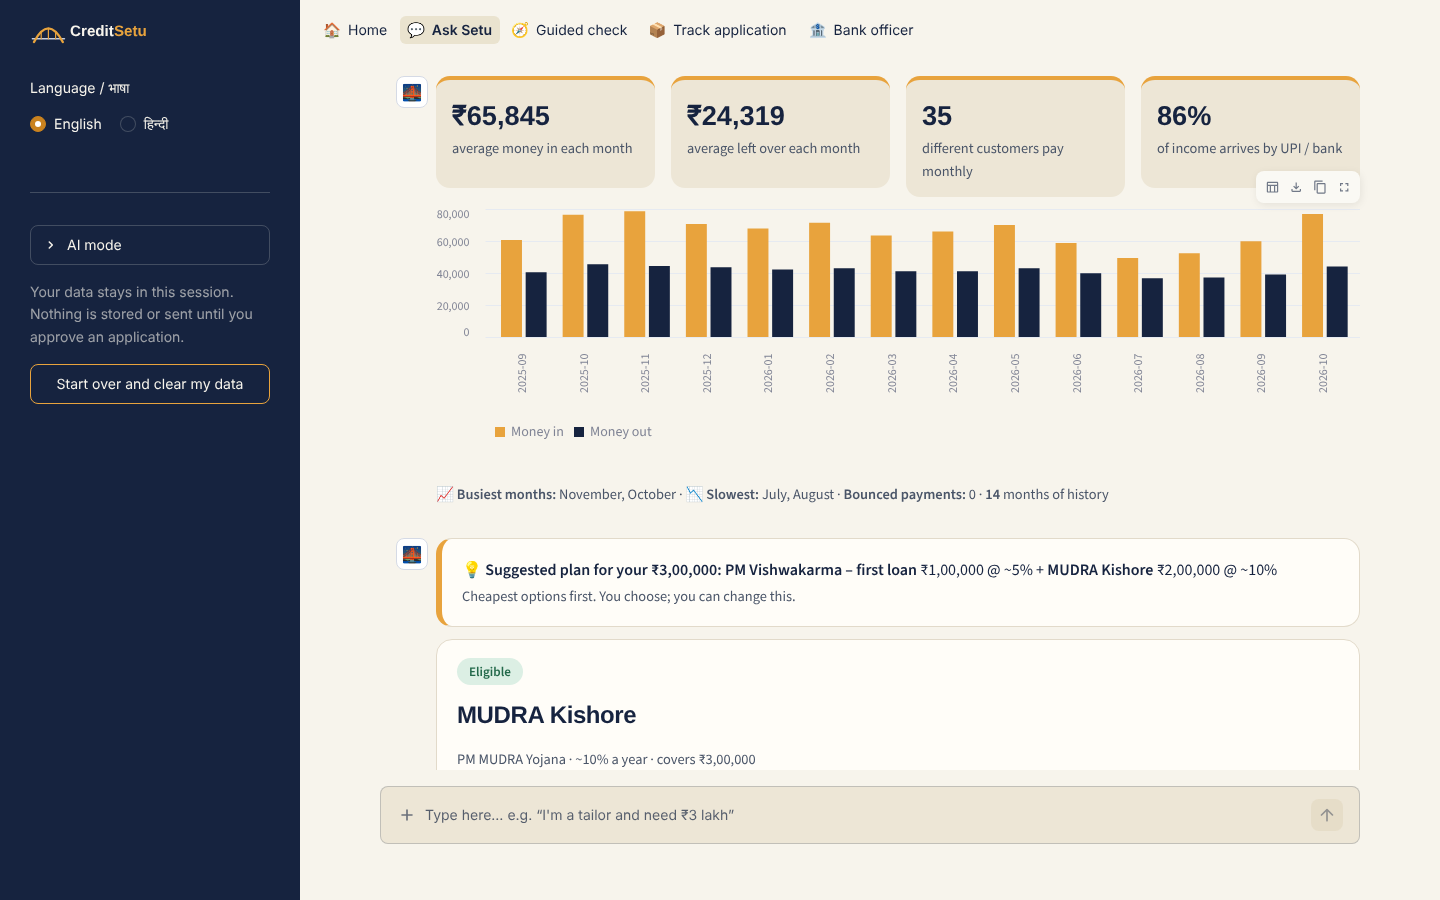 CreditSetu
Language / भाषा
English
हिन्दी
AI mode
Your data stays in this session.
Nothing is stored or sent until you
approve an application.
Start over and clear my data
🏠 Home
💬 Ask Setu
🧭 Guided check
📦 Track application
🏦 Bank officer
₹65,845
average money in each month
₹24,319
average left over each month
35
different customers pay
monthly
86%
of income arrives by UPI / bank
80,000
60,000
40,000
20,000
0
2025-09
2025-10
2025-11
2025-12
2026-01
2026-02
2026-03
2026-04
2026-05
2026-06
2026-07
2026-08
2026-09
2026-10
Money in
Money out
📈 Busiest months: November, October · 📉 Slowest: July, August · Bounced payments: 0 · 14 months of history
💡 Suggested plan for your ₹3,00,000: PM Vishwakarma – first loan ₹1,00,000 @ ~5% + MUDRA Kishore ₹2,00,000 @ ~10%
Cheapest options first. You choose; you can change this.
Eligible
MUDRA Kishore
PM MUDRA Yojana · ~10% a year · covers ₹3,00,000
Type here... e.g. “I'm a tailor and need ₹3 lakh”